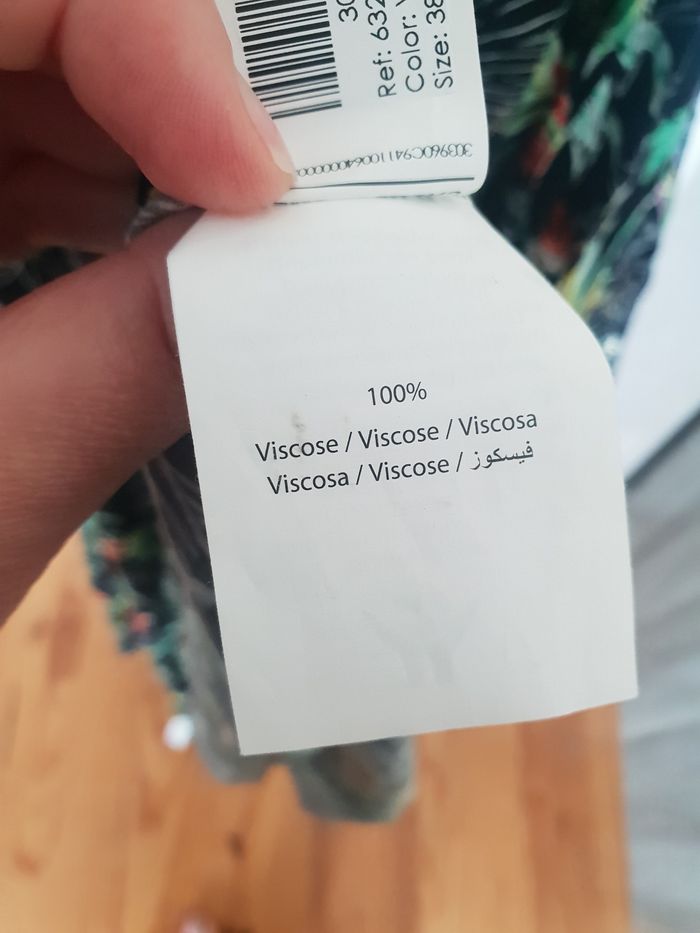 Ref: 632
Color:
Size: 38
100%
Viscose / Viscose / Viscosa
Viscosa / Viscose / فيسكوز